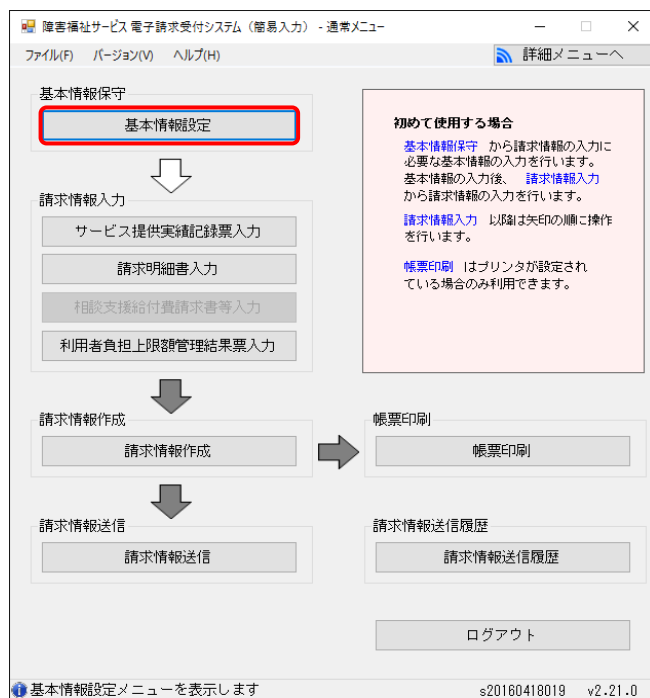 障害福祉サービス 電子請求受付システム（簡易入力） - 通常メニュー
ファイル(F) バージョン(V) ヘルプ(H) 詳細メニューへ
基本情報保守
基本情報設定
請求情報入力
サービス提供実績記録票入力
請求明細書入力
相談支援給付費請求書等入力
利用者負担上限額管理結果票入力
初めて使用する場合
基本情報保守 から請求情報の入力に
必要な基本情報の入力を行います。
基本情報の入力後、 請求情報入力
から請求情報の入力を行います。
請求情報入力 以降は矢印の順に操作
を行います。
帳票印刷 はプリンタが設定され
ている場合のみ利用できます。
請求情報作成
請求情報作成
帳票印刷
帳票印刷
請求情報送信
請求情報送信
請求情報送信履歴
請求情報送信履歴
ログアウト
基本情報設定メニューを表示します s20160418019 v2.21.0